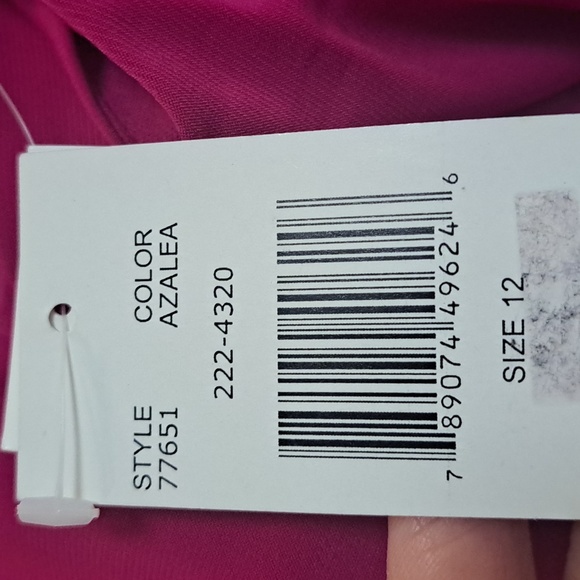 STYLE COLOR
77651 AZALEA
222-4320
7 89074 49624 6
SIZE 12